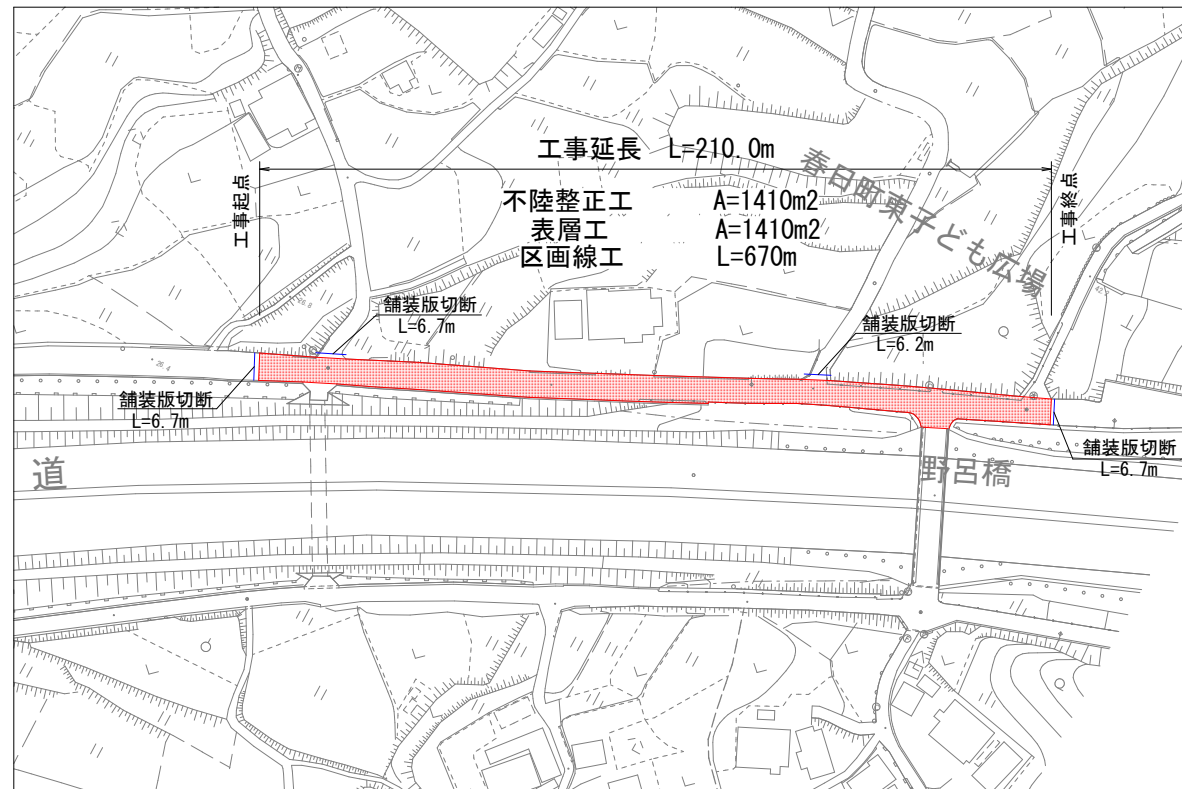 工事延長 L=210.0m
工事起点
工事終点
春日町東子ども広場
不陸整正工 A=1410m2
表層工 A=1410m2
区画線工 L=670m
舗装版切断
L=6.7m
舗装版切断
L=6.2m
舗装版切断
L=6.7m
舗装版切断
L=6.7m
26.4
道
野呂橋